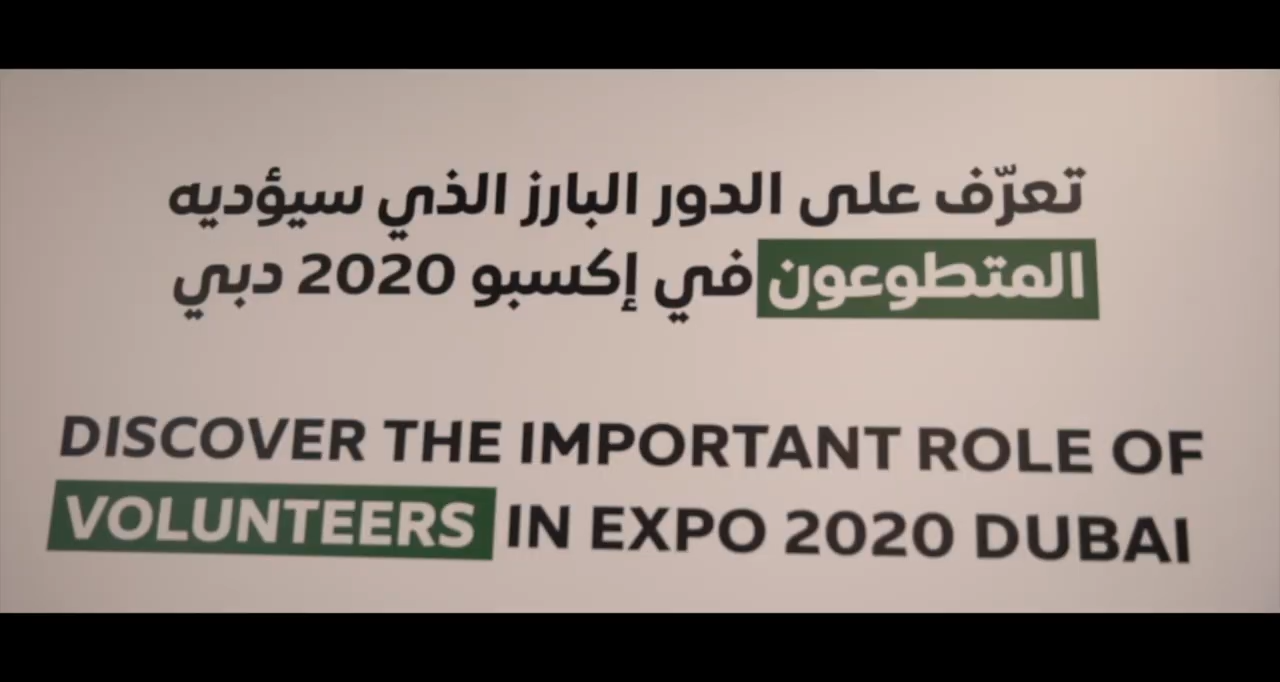 تعرّف على الدور البارز الذي سيؤديه
المتطوعون في إكسبو 2020 دبي
DISCOVER THE IMPORTANT ROLE OF
VOLUNTEERS IN EXPO 2020 DUBAI